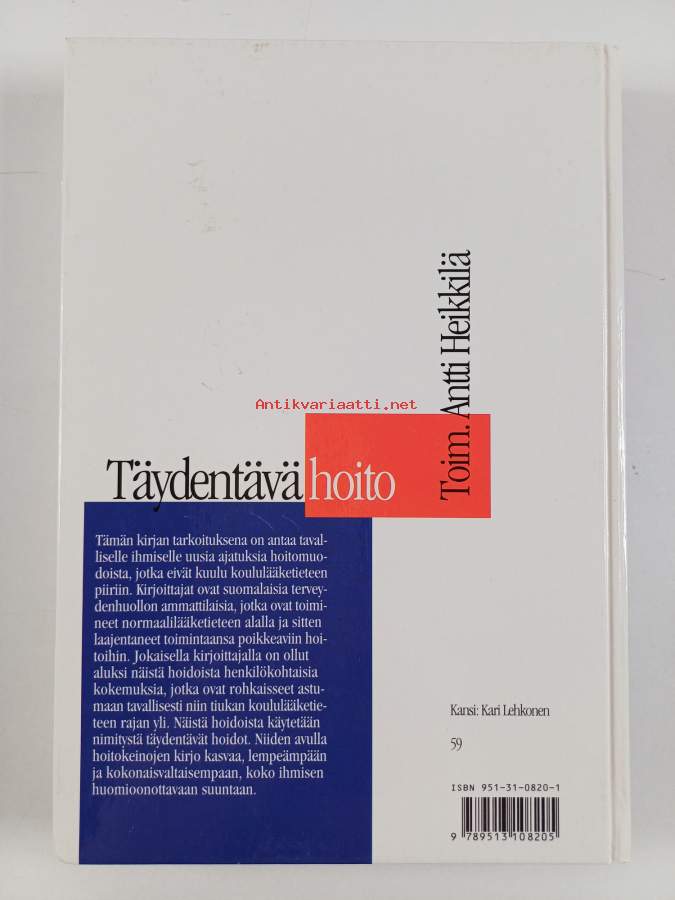 Toim. Antti Heikkilä
Antikvariaatti.net
Täydentävä hoito
Tämän kirjan tarkoituksena on antaa taval-
liselle ihmiselle uusia ajatuksia hoitomuo-
doista, jotka eivät kuulu koululääketieteen
piiriin. Kirjoittajat ovat suomalaisia tervey-
denhuollon ammattilaisia, jotka ovat toimi-
neet normaalilääketieteen alalla ja sitten
laajentaneet toimintaansa poikkeaviin hoi-
toihin. Jokaisella kirjoittajalla on ollut
aluksi näistä hoidoista henkilökohtaisia
kokemuksia, jotka ovat rohkaisseet astu-
maan tavallisesti niin tiukan koululääketie-
teen rajan yli. Näistä hoidoista käytetään
nimitystä täydentävät hoidot. Niiden avulla
hoitokeinojen kirjo kasvaa, lempeämpään
ja kokonaisvaltaisempaan, koko ihmisen
huomioonottavaan suuntaan.
Kansi: Kari Lehkonen
59
ISBN 951-31-0820-1
9 789513 108205